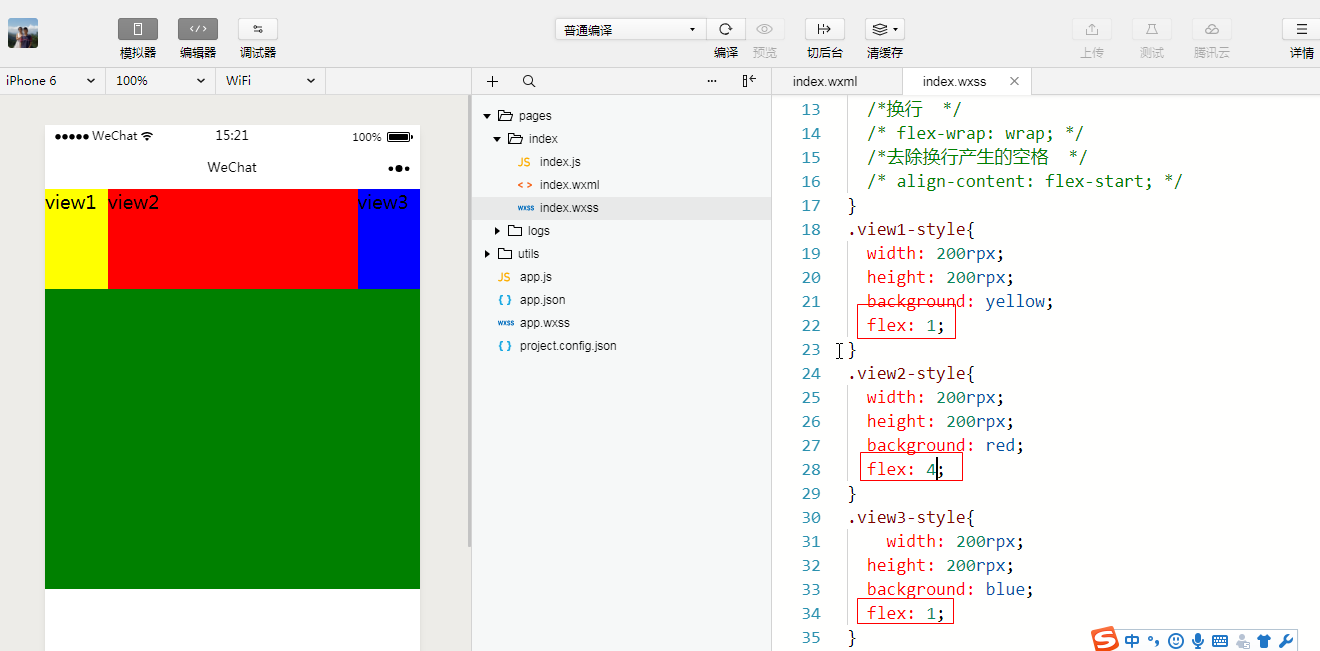 模拟器 编辑器 调试器 普通编译 编译 预览 切后台 清缓存 上传 测试 腾讯云 详情
iPhone 6 100% WiFi
index.wxml index.wxss
WeChat 15:21 100%
WeChat
view1 view2 view3
pages
index
JS index.js
< > index.wxml
wxss index.wxss
logs
utils
JS app.js
{ } app.json
wxss app.wxss
{ } project.config.json
13 /*换行 */
14 /* flex-wrap: wrap; */
15 /*去除换行产生的空格 */
16 /* align-content: flex-start; */
17 }
18 .view1-style{
19 width: 200rpx;
20 height: 200rpx;
21 background: yellow;
22 flex: 1;
23 }
24 .view2-style{
25 width: 200rpx;
26 height: 200rpx;
27 background: red;
28 flex: 4;
29 }
30 .view3-style{
31 width: 200rpx;
32 height: 200rpx;
33 background: blue;
34 flex: 1;
35 }
S 中